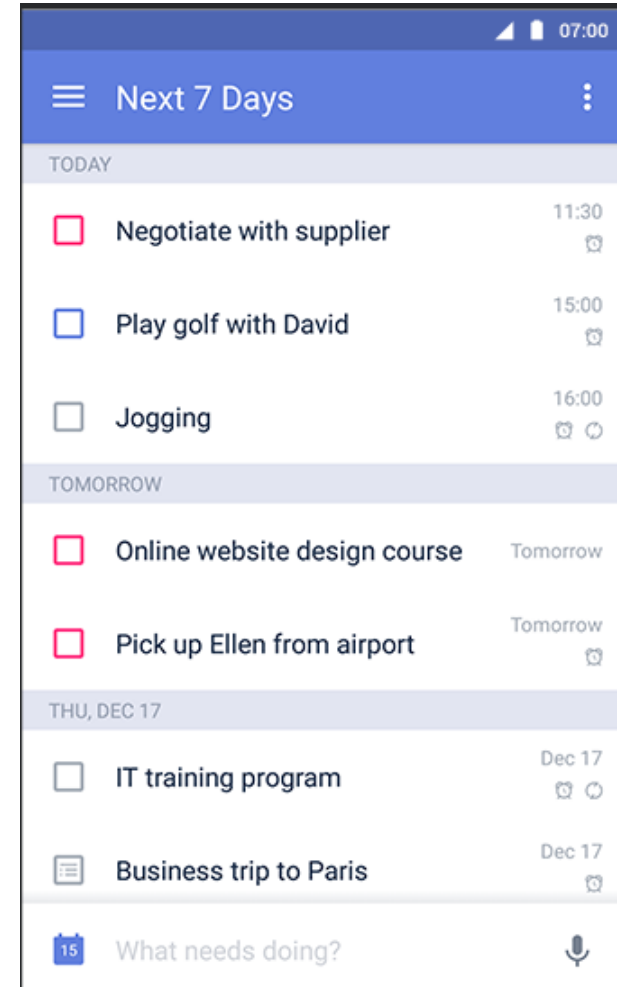 07:00
Next 7 Days
TODAY
Negotiate with supplier 11:30
Play golf with David 15:00
Jogging 16:00
TOMORROW
Online website design course Tomorrow
Pick up Ellen from airport Tomorrow
THU, DEC 17
IT training program Dec 17
Business trip to Paris Dec 17
15 What needs doing?